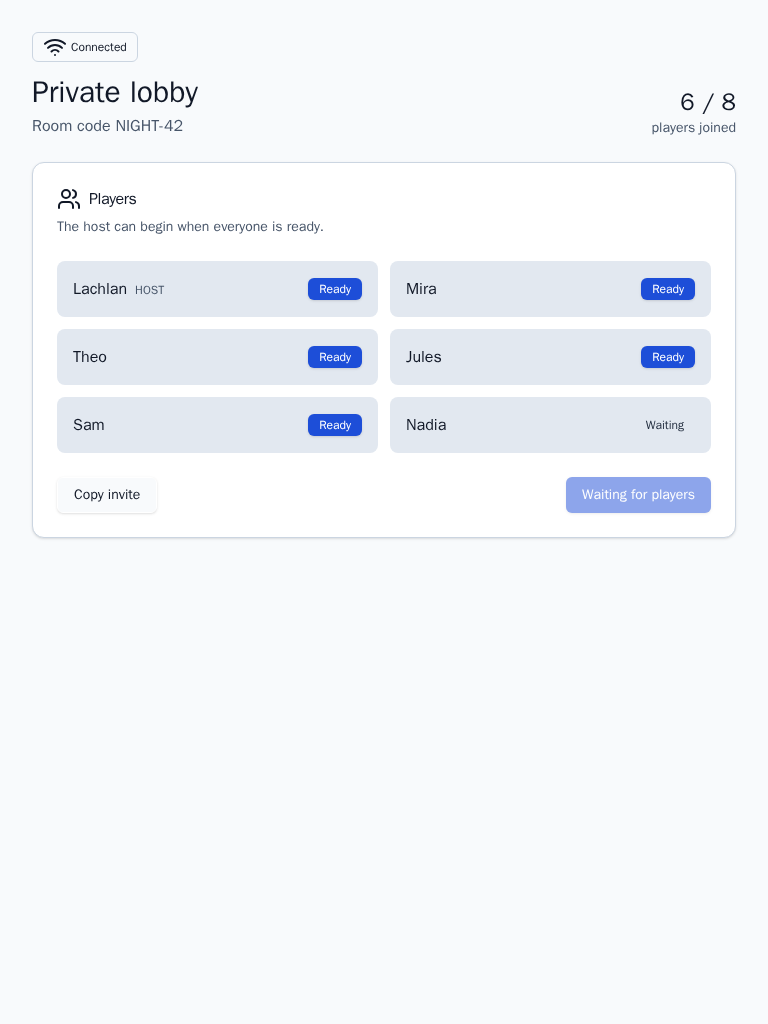 Connected
Private lobby
Room code NIGHT-42
6 / 8
players joined
Players
The host can begin when everyone is ready.
Lachlan HOST Ready
Mira Ready
Theo Ready
Jules Ready
Sam Ready
Nadia Waiting
Copy invite
Waiting for players